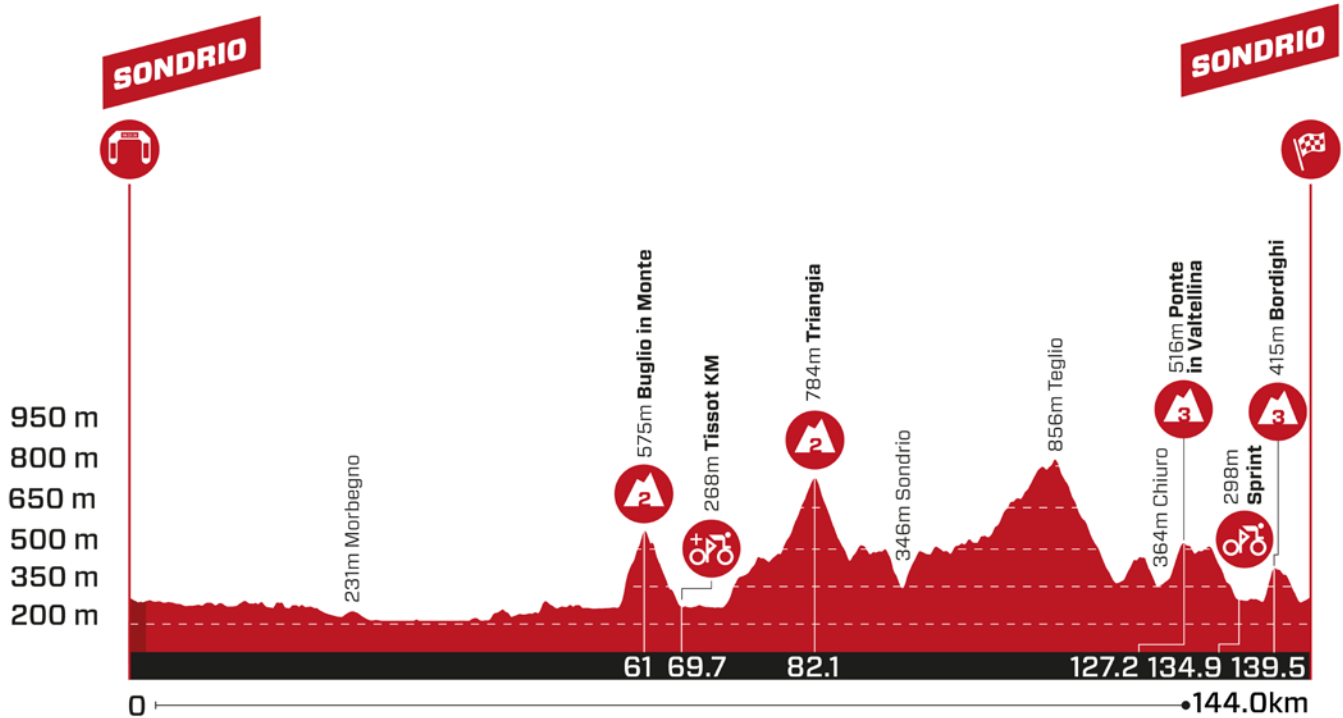 SONDRIO
SONDRIO
950 m
800 m
650 m
500 m
350 m
200 m
231m Morbegno
575m Buglio in Monte
2
268m Tissot KM
784m Triangia
2
346m Sondrio
856m Teglio
364m Chiuro
516m Ponte
in Valtellina
3
298m
Sprint
415m Bordighi
3
61 69.7 82.1 127.2 134.9 139.5
0 144.0km